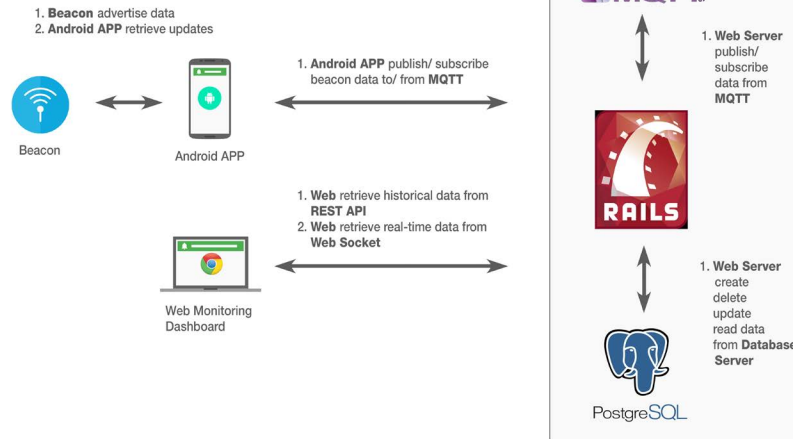 1. Beacon advertise data
2. Android APP retrieve updates
Beacon
Android APP
1. Android APP publish/ subscribe
beacon data to/ from MQTT
1. Web retrieve historical data from
REST API
2. Web retrieve real-time data from
Web Socket
Web Monitoring
Dashboard
1. Web Server
publish/
subscribe
data from
MQTT
RAILS
1. Web Server
create
delete
update
read data
from Database
Server
PostgreSQL